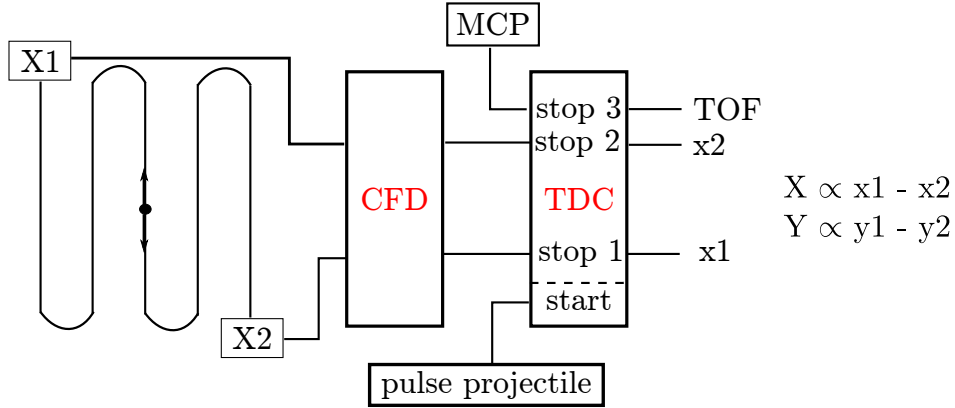 MCP
X1
stop 3
TOF
stop 2
x2
CFD
TDC
X ∝ x1 - x2
Y ∝ y1 - y2
stop 1
x1
start
X2
pulse projectile